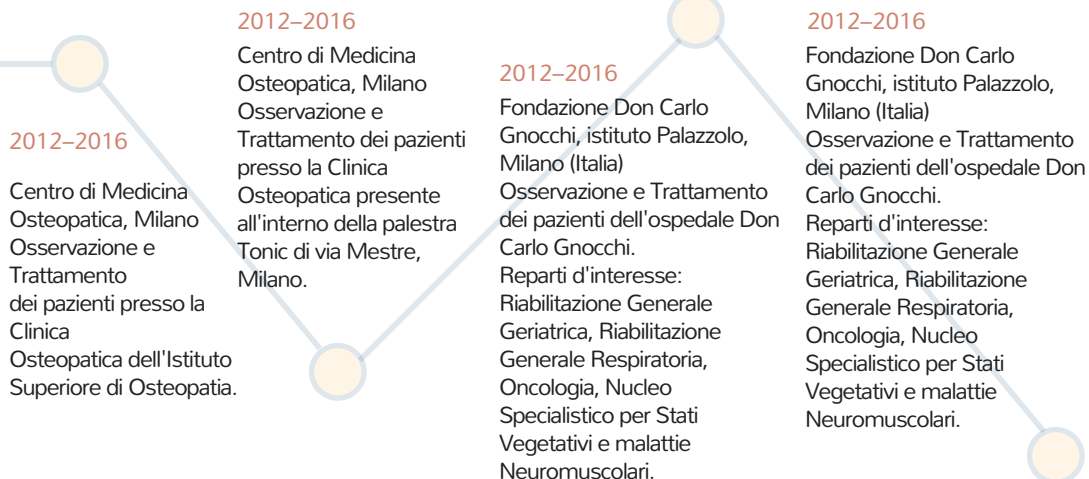 2012–2016
Centro di Medicina
Osteopatica, Milano
Osservazione e
Trattamento
dei pazienti presso la
Clinica
Osteopatica dell'Istituto
Superiore di Osteopatia.
2012–2016
Centro di Medicina
Osteopatica, Milano
Osservazione e
Trattamento dei pazienti
presso la Clinica
Osteopatica presente
all'interno della palestra
Tonic di via Mestre,
Milano.
2012–2016
Fondazione Don Carlo
Gnocchi, istituto Palazzolo,
Milano (Italia)
Osservazione e Trattamento
dei pazienti dell'ospedale Don
Carlo Gnocchi.
Reparti d'interesse:
Riabilitazione Generale
Geriatrica, Riabilitazione
Generale Respiratoria,
Oncologia, Nucleo
Specialistico per Stati
Vegetativi e malattie
Neuromuscolari.
2012–2016
Fondazione Don Carlo
Gnocchi, istituto Palazzolo,
Milano (Italia)
Osservazione e Trattamento
dei pazienti dell'ospedale Don
Carlo Gnocchi.
Reparti d'interesse:
Riabilitazione Generale
Geriatrica, Riabilitazione
Generale Respiratoria,
Oncologia, Nucleo
Specialistico per Stati
Vegetativi e malattie
Neuromuscolari.